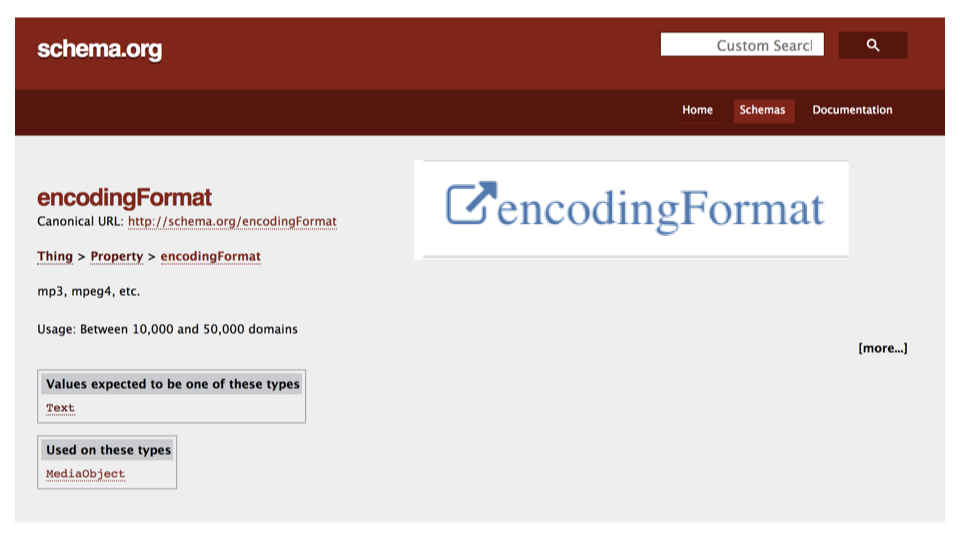 schema.org
Custom Searc
Home
Schemas
Documentation
encodingFormat
Canonical URL: http://schema.org/encodingFormat
encodingFormat
Thing > Property > encodingFormat
mp3, mpeg4, etc.
Usage: Between 10,000 and 50,000 domains
[more...]
Values expected to be one of these types
Text
Used on these types
MediaObject